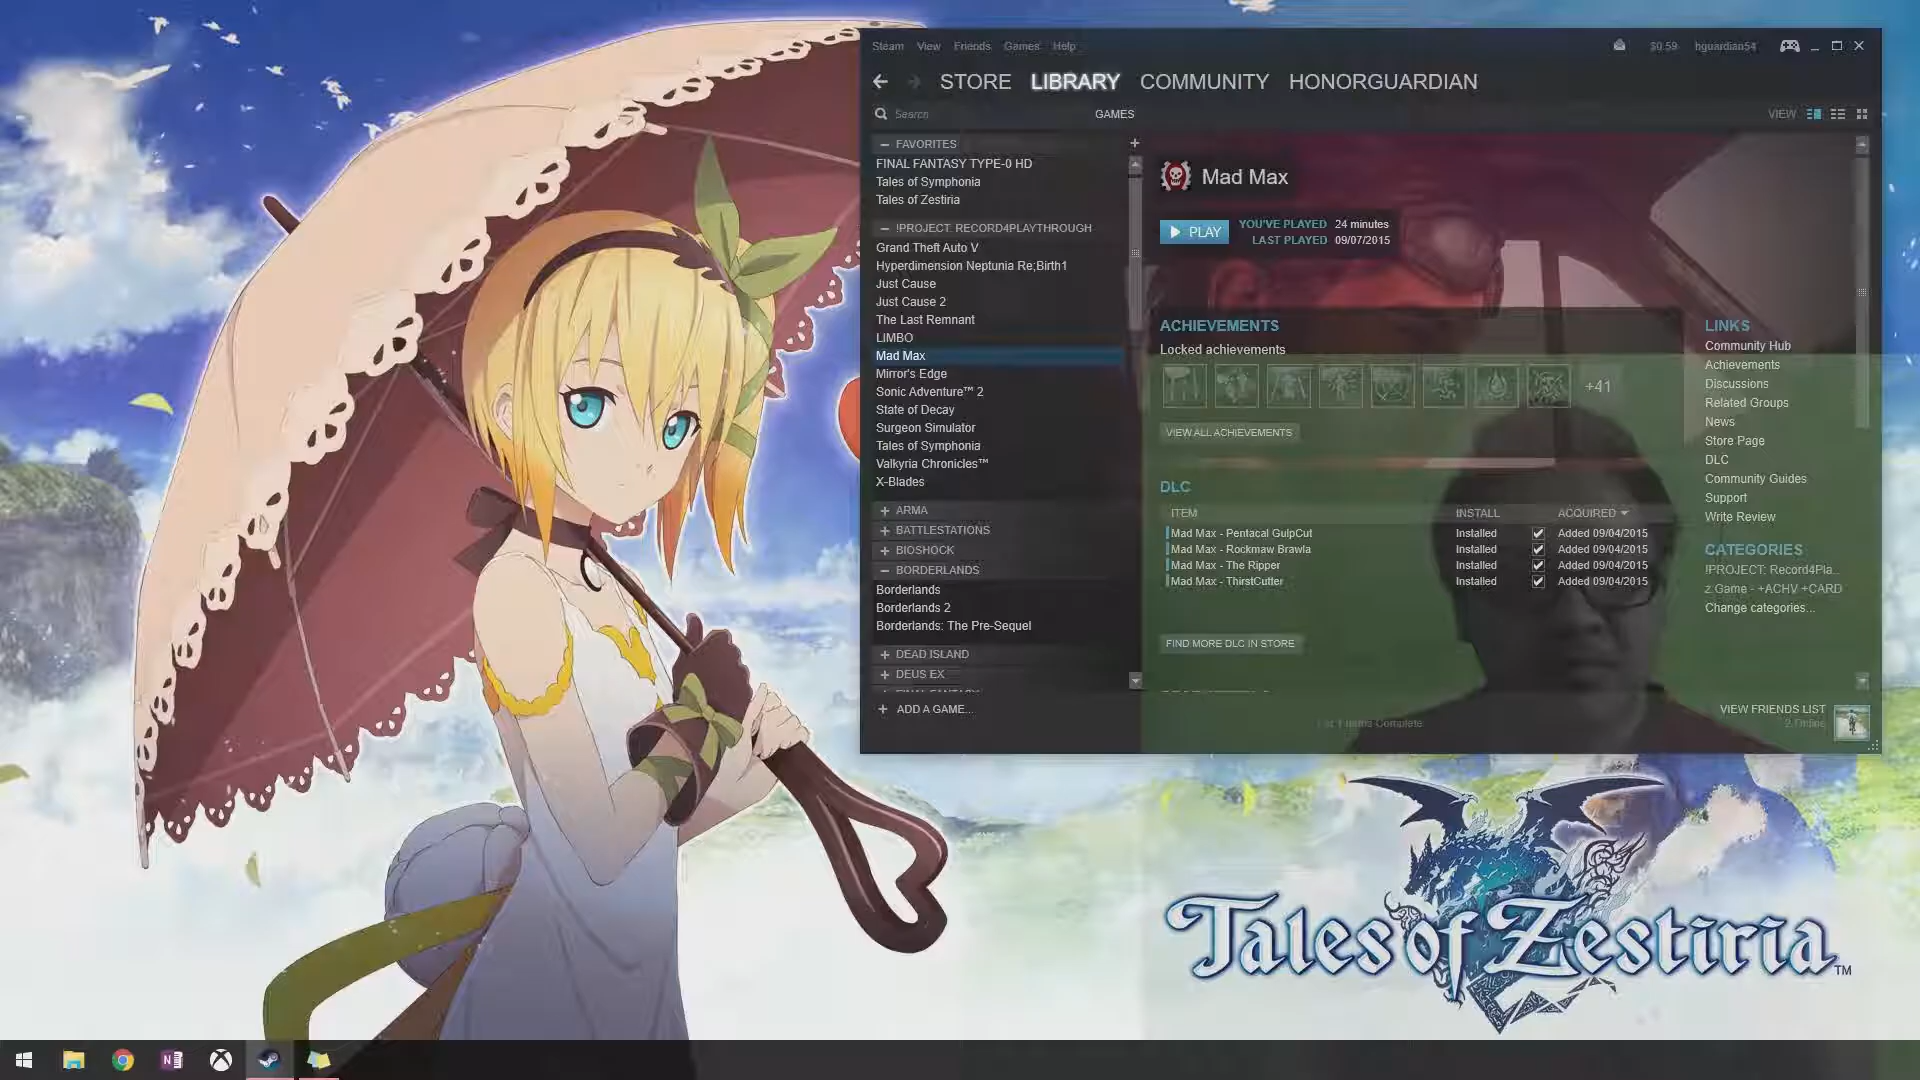 Steam View Friends Games Help
$0.59 hguardian54
STORE LIBRARY COMMUNITY HONORGUARDIAN
Search
GAMES
VIEW
FAVORITES
FINAL FANTASY TYPE-0 HD
Tales of Symphonia
Tales of Zestiria
!PROJECT: RECORD4PLAYTHROUGH
Grand Theft Auto V
Hyperdimension Neptunia Re;Birth1
Just Cause
Just Cause 2
The Last Remnant
LIMBO
Mad Max
Mirror's Edge
Sonic Adventure™ 2
State of Decay
Surgeon Simulator
Tales of Symphonia
Valkyria Chronicles™
X-Blades
ARMA
BATTLESTATIONS
BIOSHOCK
BORDERLANDS
Borderlands
Borderlands 2
Borderlands: The Pre-Sequel
DEAD ISLAND
DEUS EX
ADD A GAME...
Mad Max
PLAY
YOU'VE PLAYED 24 minutes
LAST PLAYED 09/07/2015
ACHIEVEMENTS
Locked achievements
+41
VIEW ALL ACHIEVEMENTS
DLC
ITEM INSTALL ACQUIRED
Mad Max - Pentacal GulpCut Installed Added 09/04/2015
Mad Max - Rockmaw Brawla Installed Added 09/04/2015
Mad Max - The Ripper Installed Added 09/04/2015
Mad Max - ThirstCutter Installed Added 09/04/2015
FIND MORE DLC IN STORE
LINKS
Community Hub
Achievements
Discussions
Related Groups
News
Store Page
DLC
Community Guides
Support
Write Review
CATEGORIES
!PROJECT: Record4Pla...
z.Game - +ACHV +CARD
Change categories...
VIEW FRIENDS LIST
2 Online
Tales of Zestiria™